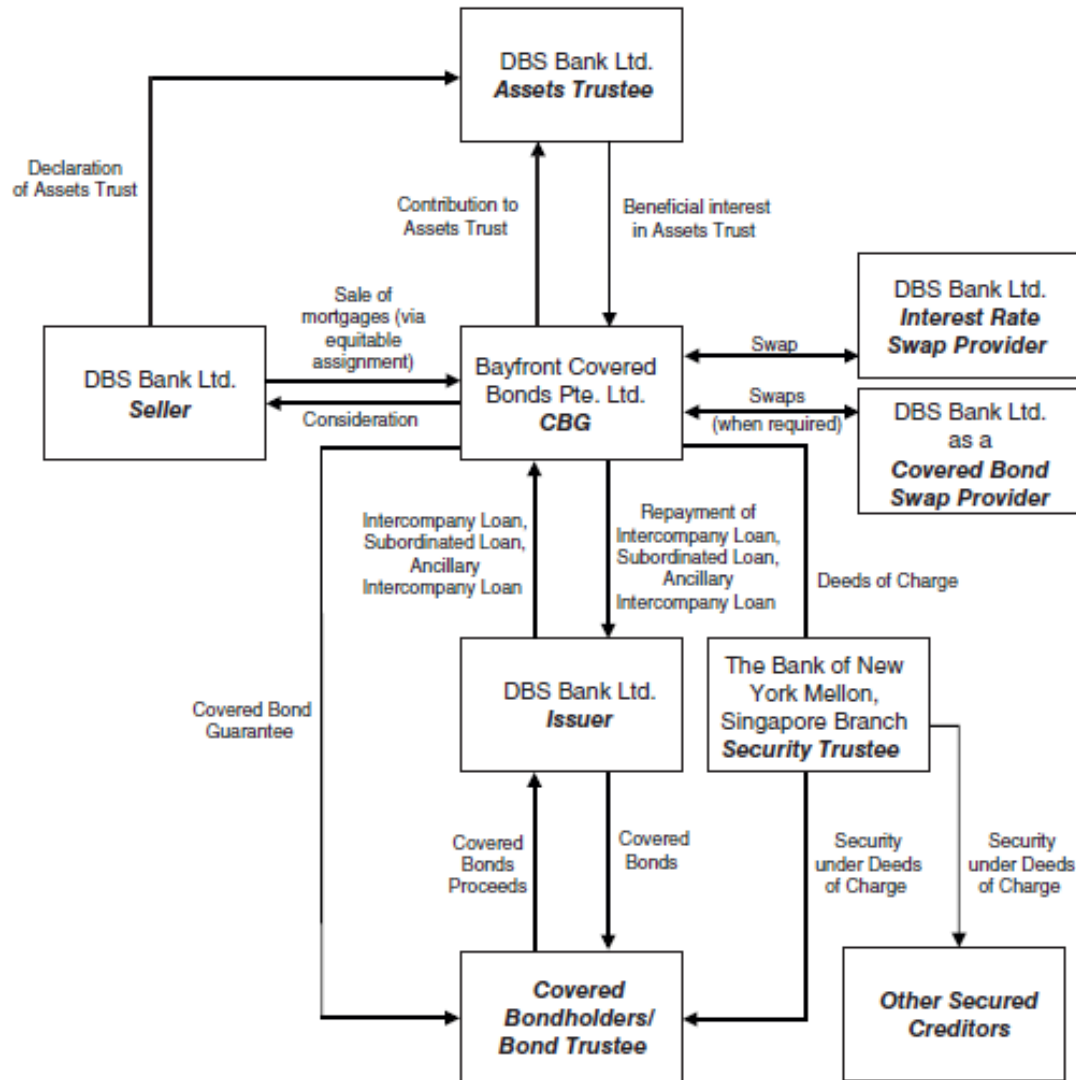 DBS Bank Ltd.
Assets Trustee
Declaration
of Assets Trust
Contribution to
Assets Trust
Beneficial interest
in Assets Trust
Sale of
mortgages (via
equitable
assignment)
DBS Bank Ltd.
Seller
Consideration
Bayfront Covered
Bonds Pte. Ltd.
CBG
Swap
DBS Bank Ltd.
Interest Rate
Swap Provider
Swaps
(when required)
DBS Bank Ltd.
as a
Covered Bond
Swap Provider
Intercompany Loan,
Subordinated Loan,
Ancillary
Intercompany Loan
Repayment of
Intercompany Loan,
Subordinated Loan,
Ancillary
Intercompany Loan
Deeds of Charge
Covered Bond
Guarantee
DBS Bank Ltd.
Issuer
The Bank of New
York Mellon,
Singapore Branch
Security Trustee
Covered
Bonds
Proceeds
Covered
Bonds
Security
under Deeds
of Charge
Security
under Deeds
of Charge
Covered
Bondholders/
Bond Trustee
Other Secured
Creditors